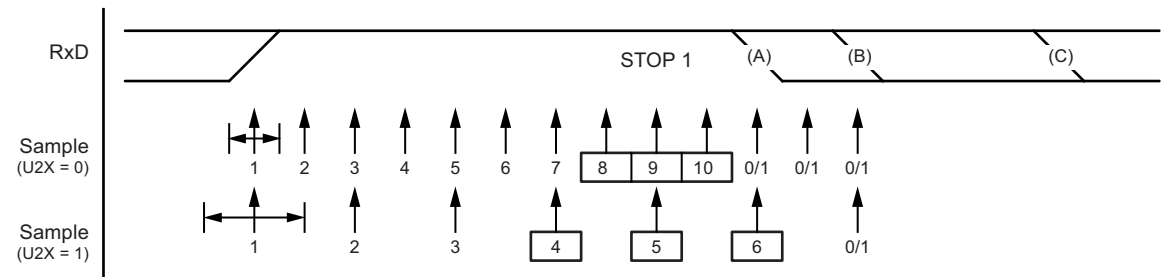 RxD
STOP 1
(A)
(B)
(C)
Sample
(U2X = 0)
1 2 3 4 5 6 7 8 9 10 0/1 0/1 0/1
Sample
(U2X = 1)
1 2 3 4 5 6 0/1